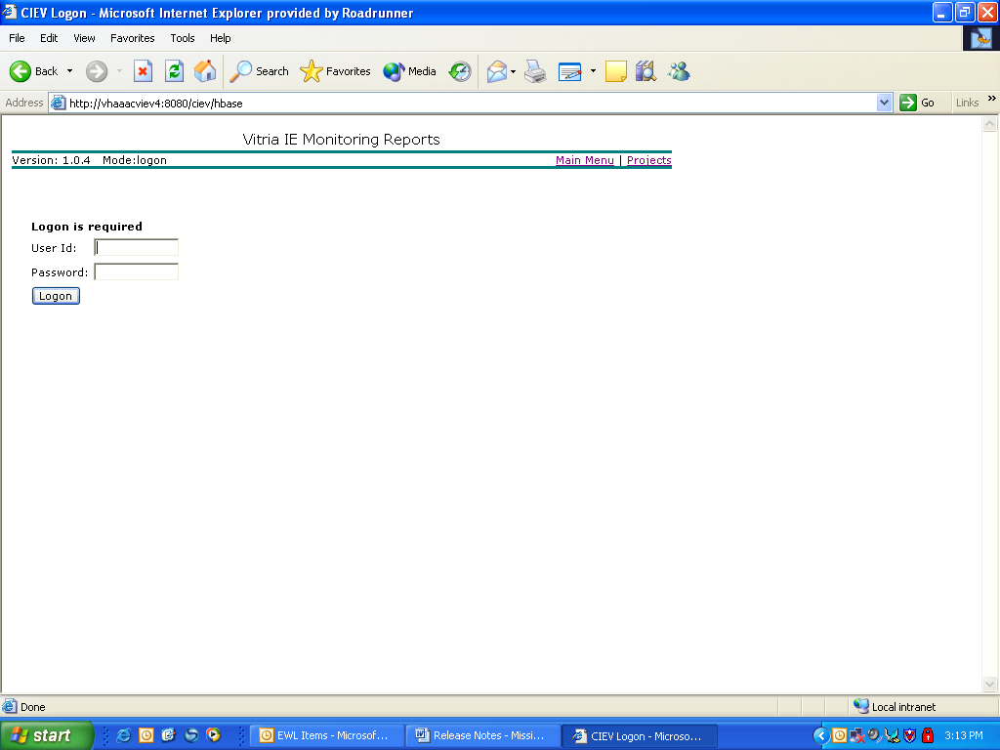 CIEV Logon - Microsoft Internet Explorer provided by Roadrunner
File Edit View Favorites Tools Help
Back Search Favorites Media
Address http://vhaaacviev4:8080/ciev/hbase Go Links »
Vitria IE Monitoring Reports
Version: 1.0.4 Mode:logon Main Menu | Projects
Logon is required
User Id:
Password:
Logon
Done Local intranet
start EWL Items - Microsof... Release Notes - Missi... CIEV Logon - Microso... 3:13 PM